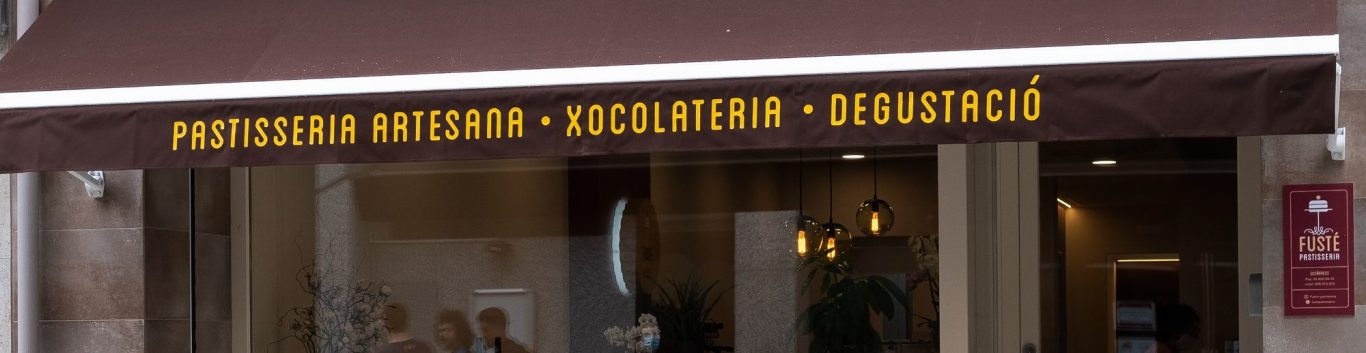 PASTISSERIA ARTESANA • XOCOLATERIA • DEGUSTACIÓ
FUSTÉ
PASTISSERIA